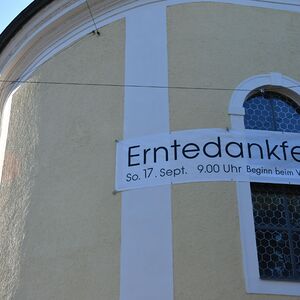 Erntedankfe
So. 17. Sept. 9.00 Uhr Beginn beim V